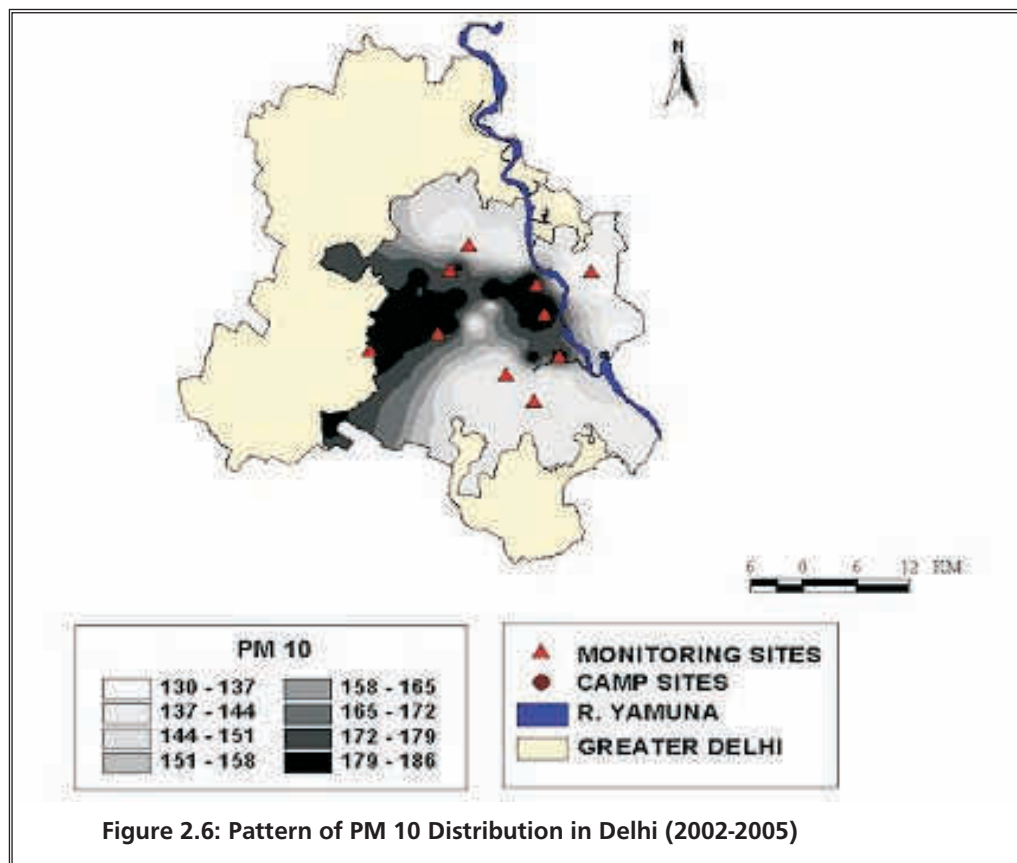 N
6 0 6 12 KM
PM 10
130 - 137
137 - 144
144 - 151
151 - 158
158 - 165
165 - 172
172 - 179
179 - 186
MONITORING SITES
CAMP SITES
R. YAMUNA
GREATER DELHI
Figure 2.6: Pattern of PM 10 Distribution in Delhi (2002-2005)